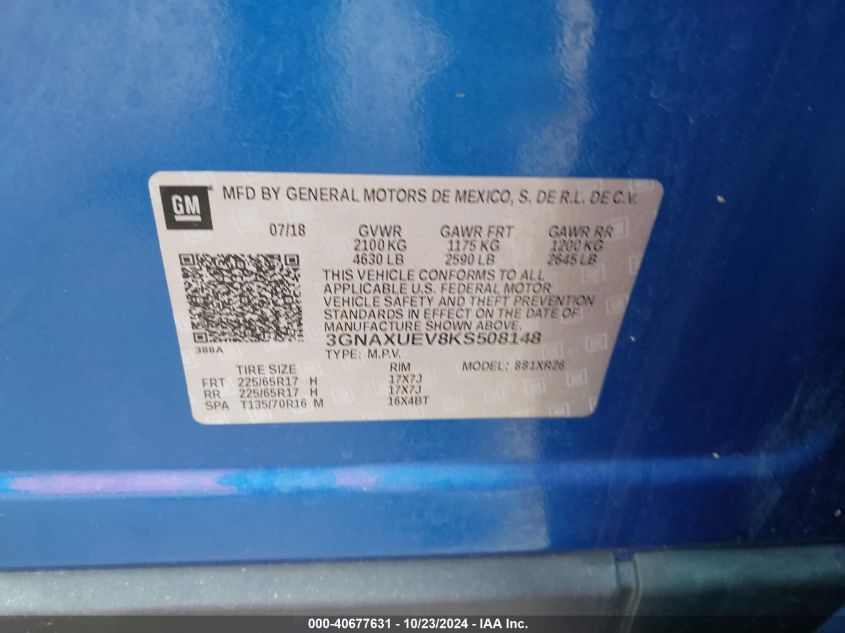 GM MFD BY GENERAL MOTORS DE MEXICO, S. DE R.L. DE C.V.
07/18 GVWR GAWR FRT GAWR RR
2100 KG 1175 KG 1200 KG
4630 LB 2590 LB 2645 LB
THIS VEHICLE CONFORMS TO ALL
APPLICABLE U.S. FEDERAL MOTOR
VEHICLE SAFETY AND THEFT PREVENTION
STANDARDS IN EFFECT ON THE DATE OF
MANUFACTURE SHOWN ABOVE.
388A 3GNAXUEV8KS508148
TYPE: M.P.V. MODEL: 881XR26
TIRE SIZE RIM
FRT 225/65R17 H 17X7J
RR 225/65R17 H 17X7J
SPA T135/70R16 M 16X4BT
000-40677631 - 10/23/2024 - IAA Inc.